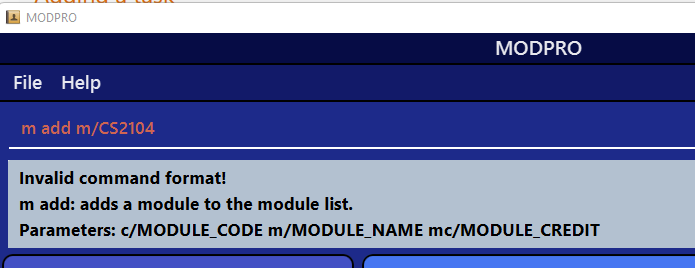 Adding a task
MODPRO
MODPRO
File Help
m add m/CS2104
Invalid command format!
m add: adds a module to the module list.
Parameters: c/MODULE_CODE m/MODULE_NAME mc/MODULE_CREDIT